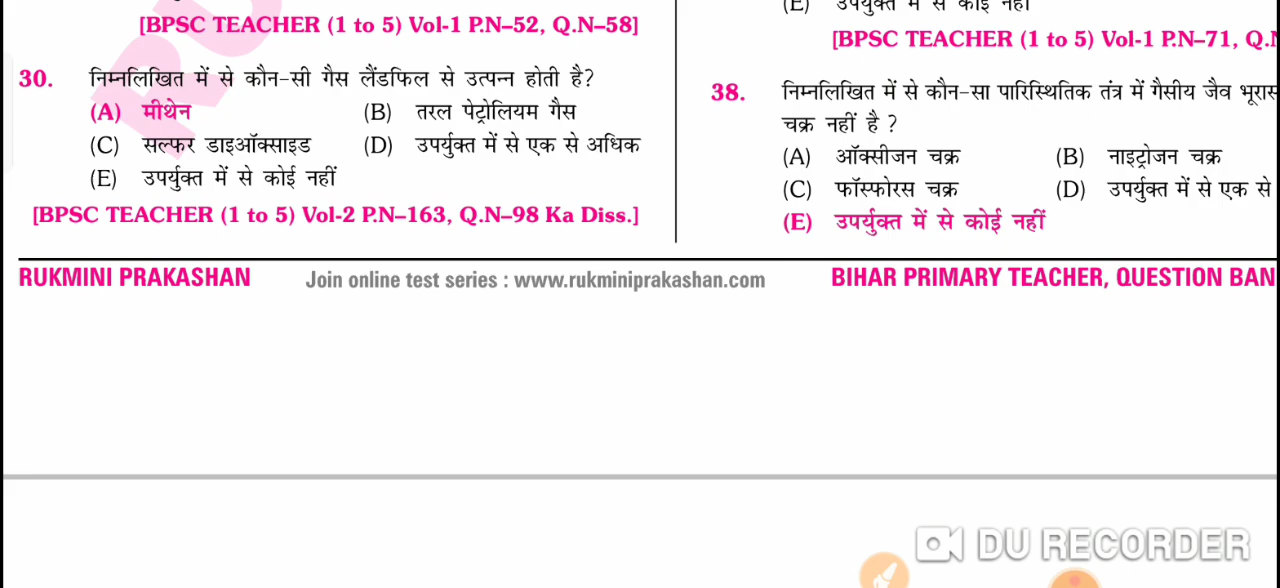 [BPSC TEACHER (1 to 5) Vol-1 P.N–52, Q.N–58]
30. निम्नलिखित में से कौन-सी गैस लैंडफिल से उत्पन्न होती है?
(A) मीथेन (B) तरल पेट्रोलियम गैस
(C) सल्फर डाइऑक्साइड (D) उपर्युक्त में से एक से अधिक
(E) उपर्युक्त में से कोई नहीं
[BPSC TEACHER (1 to 5) Vol-2 P.N–163, Q.N–98 Ka Diss.]
(E) उपर्युक्त में से कोई नहीं
[BPSC TEACHER (1 to 5) Vol-1 P.N–71, Q.
38. निम्नलिखित में से कौन-सा पारिस्थितिक तंत्र में गैसीय जैव
चक्र नहीं है ?
(A) ऑक्सीजन चक्र (B) नाइट्रोजन चक्र
(C) फॉस्फोरस चक्र (D) उपर्युक्त में से एक से
(E) उपर्युक्त में से कोई नहीं
RUKMINI PRAKASHAN Join online test series : www.rukminiprakashan.com BIHAR PRIMARY TEACHER, QUESTION BAN
DU RECORDER